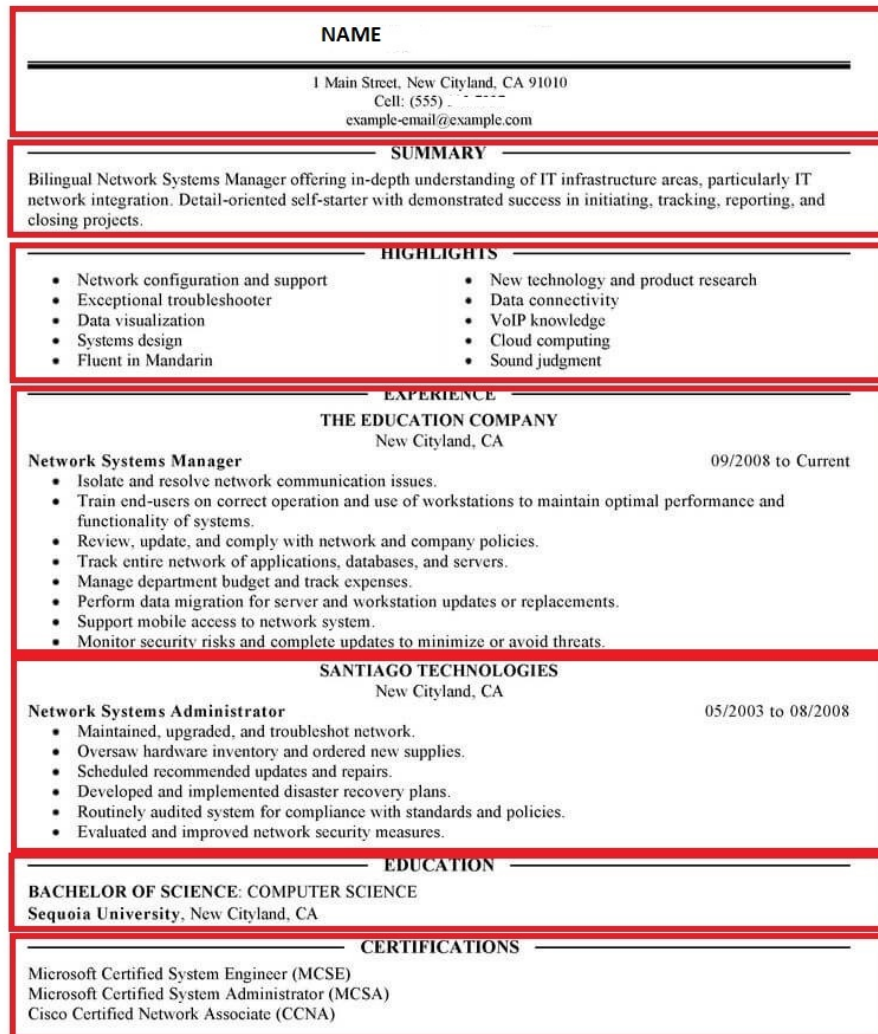 NAME
1 Main Street, New Cityland, CA 91010
Cell: (555)
example-email@example.com
SUMMARY
Bilingual Network Systems Manager offering in-depth understanding of IT infrastructure areas, particularly IT
network integration. Detail-oriented self-starter with demonstrated success in initiating, tracking, reporting, and
closing projects.
HIGHLIGHTS
• Network configuration and support
• Exceptional troubleshooter
• Data visualization
• Systems design
• Fluent in Mandarin
• New technology and product research
• Data connectivity
• VoIP knowledge
• Cloud computing
• Sound judgment
EXPERIENCE
THE EDUCATION COMPANY
New Cityland, CA
Network Systems Manager 09/2008 to Current
• Isolate and resolve network communication issues.
• Train end-users on correct operation and use of workstations to maintain optimal performance and
functionality of systems.
• Review, update, and comply with network and company policies.
• Track entire network of applications, databases, and servers.
• Manage department budget and track expenses.
• Perform data migration for server and workstation updates or replacements.
• Support mobile access to network system.
• Monitor security risks and complete updates to minimize or avoid threats.
SANTIAGO TECHNOLOGIES
New Cityland, CA
Network Systems Administrator 05/2003 to 08/2008
• Maintained, upgraded, and troubleshot network.
• Oversaw hardware inventory and ordered new supplies.
• Scheduled recommended updates and repairs.
• Developed and implemented disaster recovery plans.
• Routinely audited system for compliance with standards and policies.
• Evaluated and improved network security measures.
EDUCATION
BACHELOR OF SCIENCE: COMPUTER SCIENCE
Sequoia University, New Cityland, CA
CERTIFICATIONS
Microsoft Certified System Engineer (MCSE)
Microsoft Certified System Administrator (MCSA)
Cisco Certified Network Associate (CCNA)